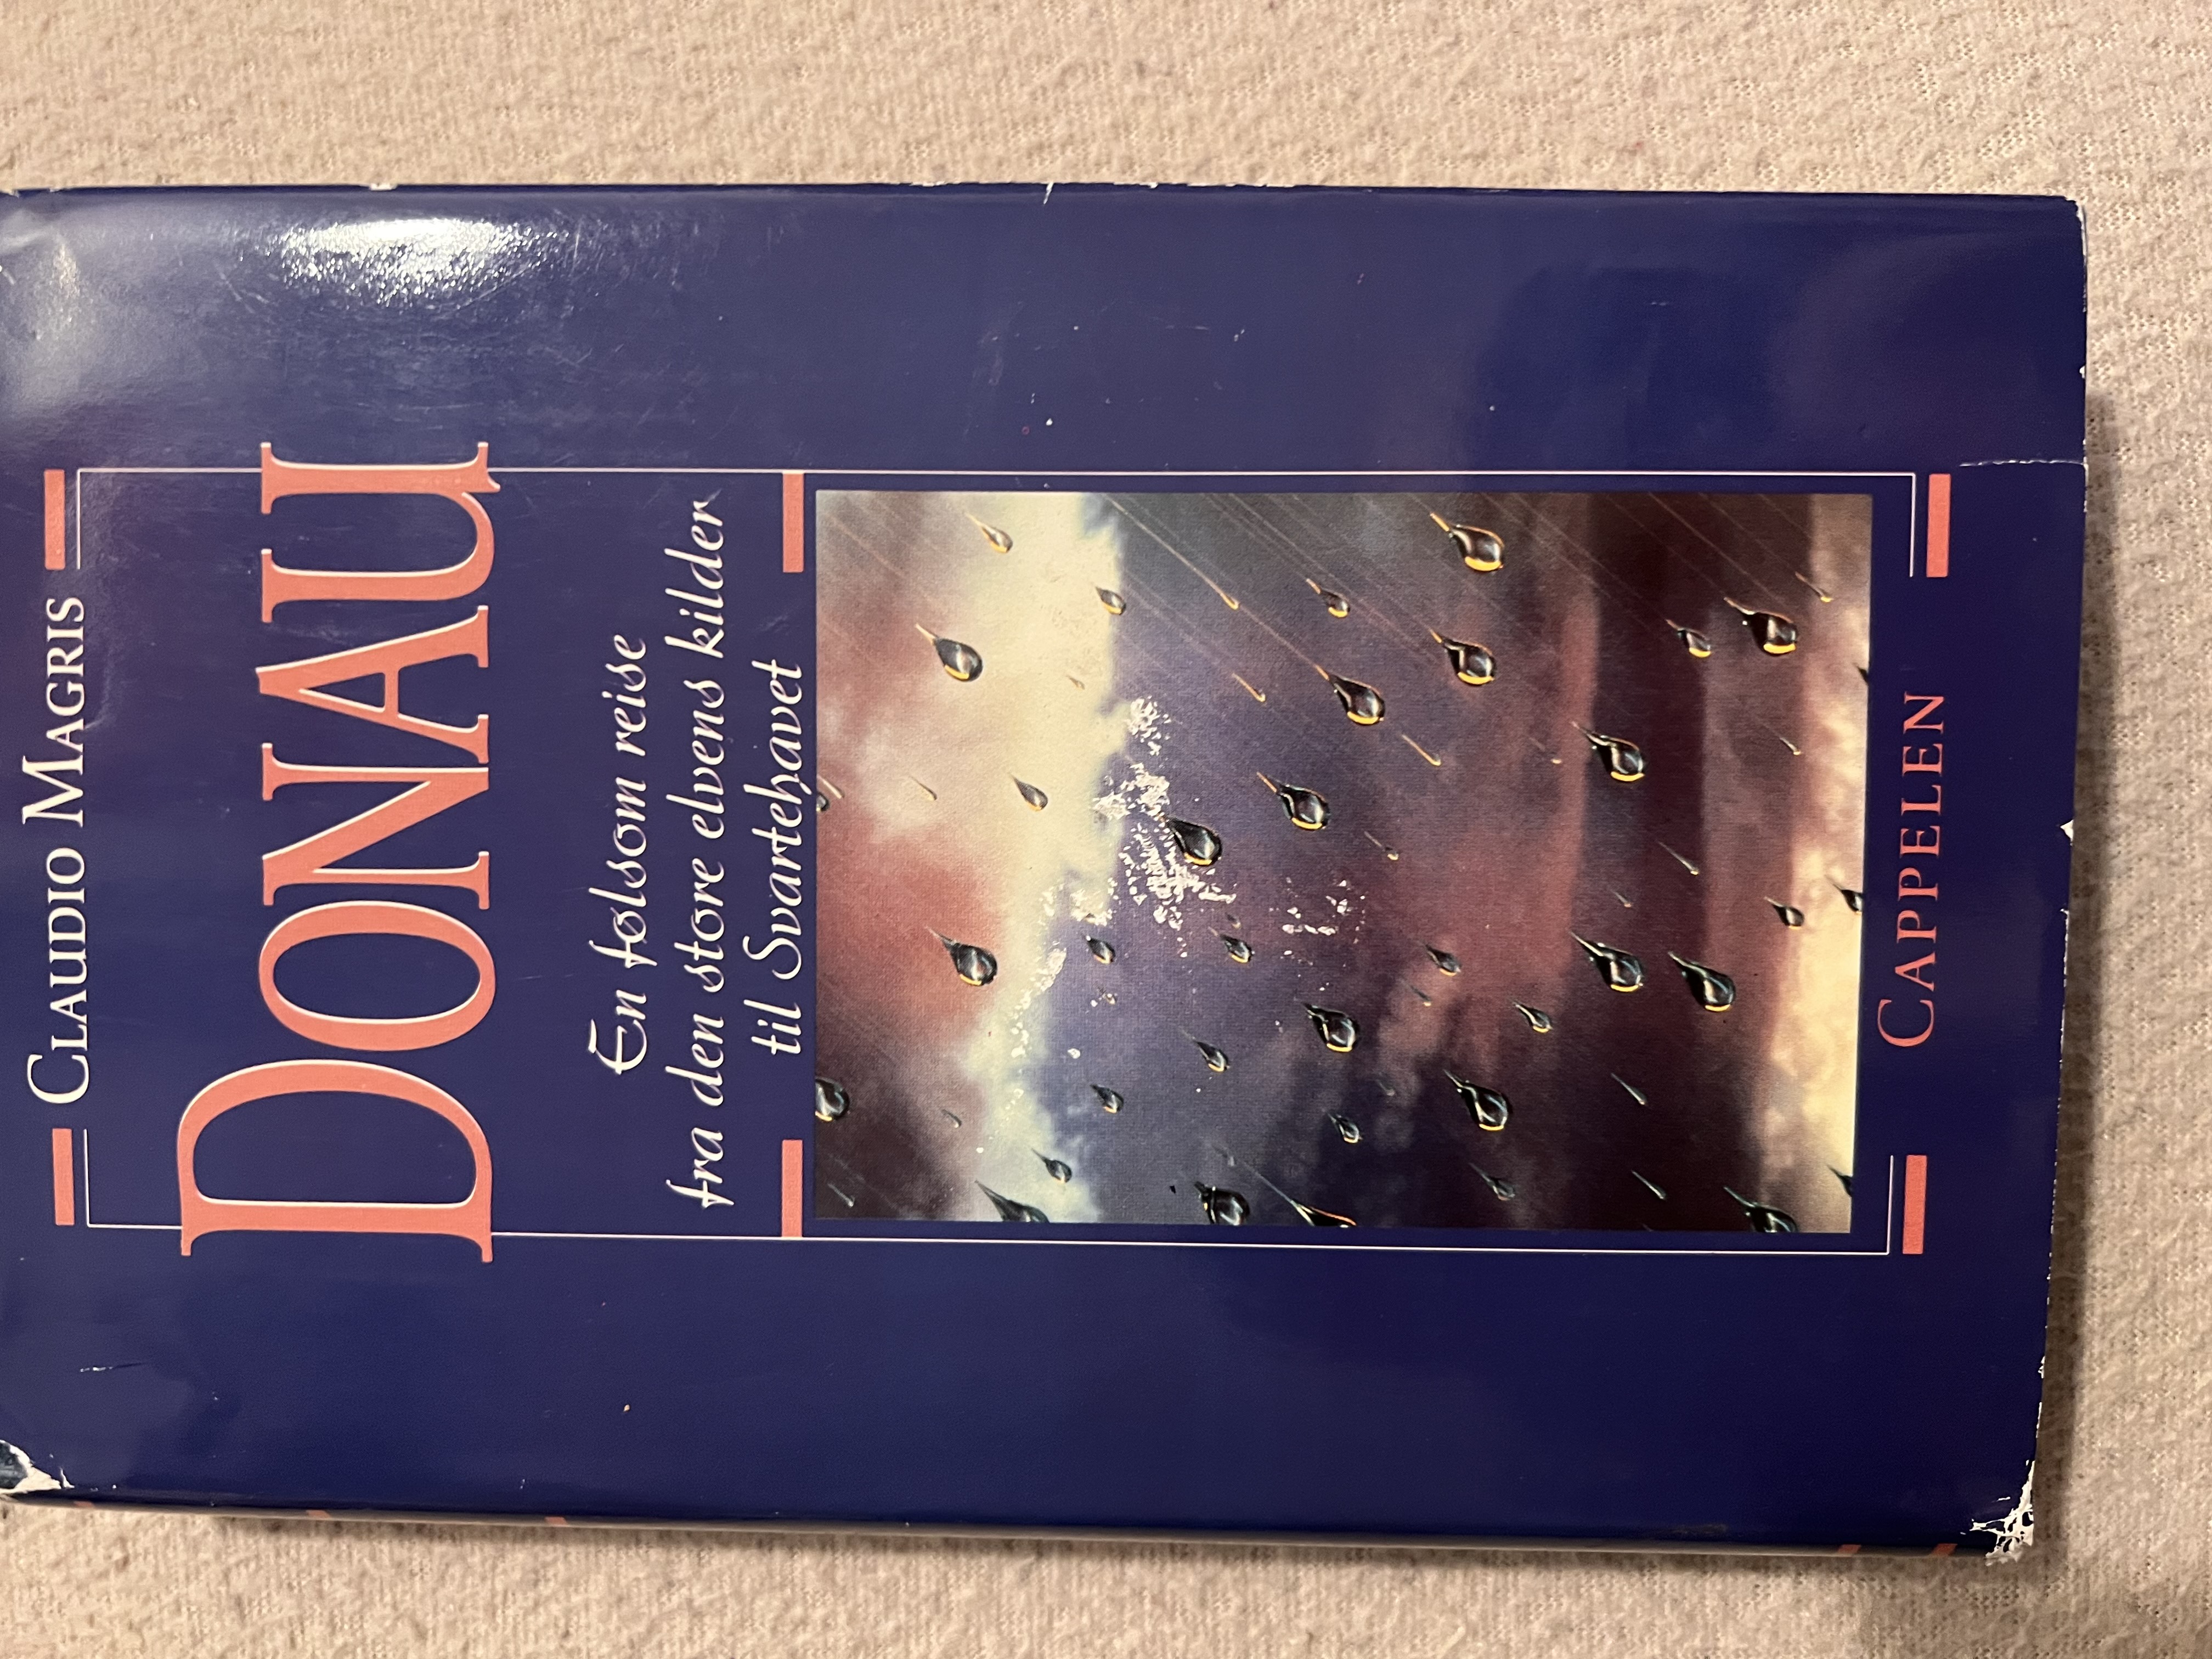 CLAUDIO MAGRIS
DONAU
En følsom reise
fra den store elvens kilder
til Svartehavet
CAPPELEN